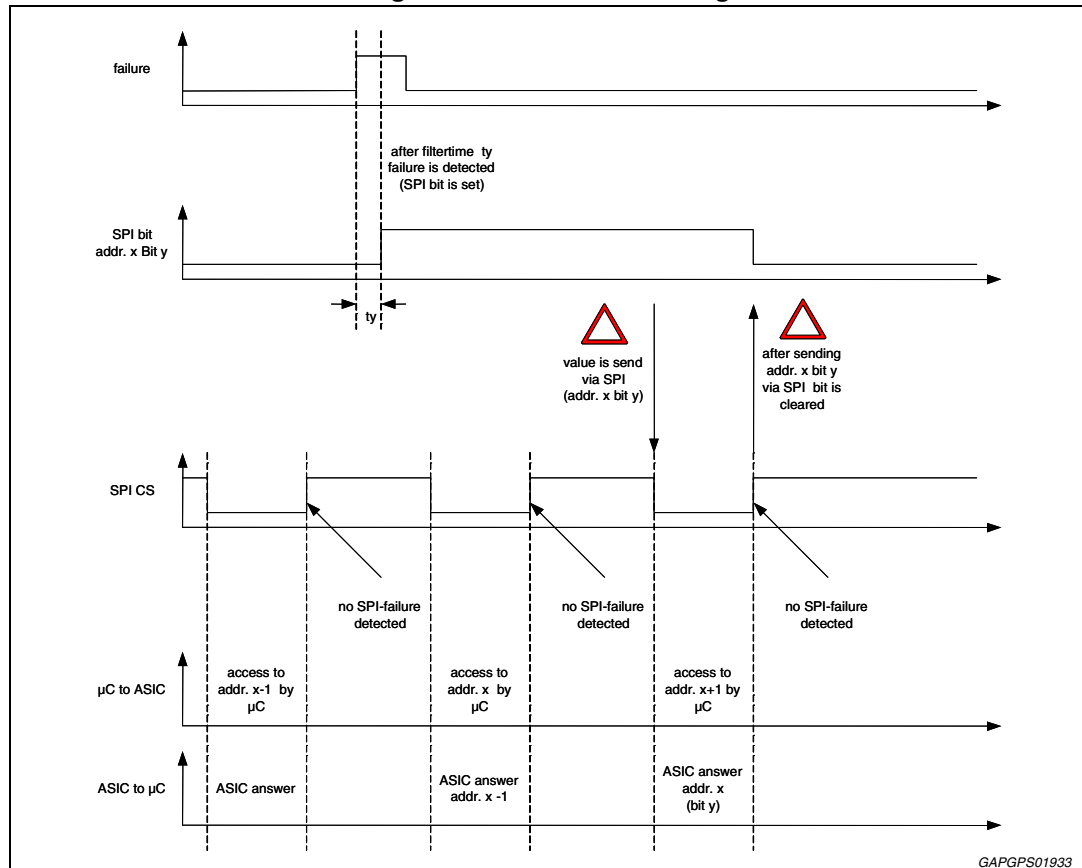 failure
after filtertime ty
failure is detected
(SPI bit is set)
SPI bit
addr. x Bit y
ty
value is send
via SPI
(addr. x bit y)
after sending
addr. x bit y
via SPI bit is
cleared
SPI CS
no SPI-failure
detected
no SPI-failure
detected
no SPI-failure
detected
µC to ASIC
access to
addr. x-1 by
µC
access to
addr. x by
µC
access to
addr. x+1 by
µC
ASIC to µC
ASIC answer
ASIC answer
addr. x -1
ASIC answer
addr. x
(bit y)
GAPGPS01933